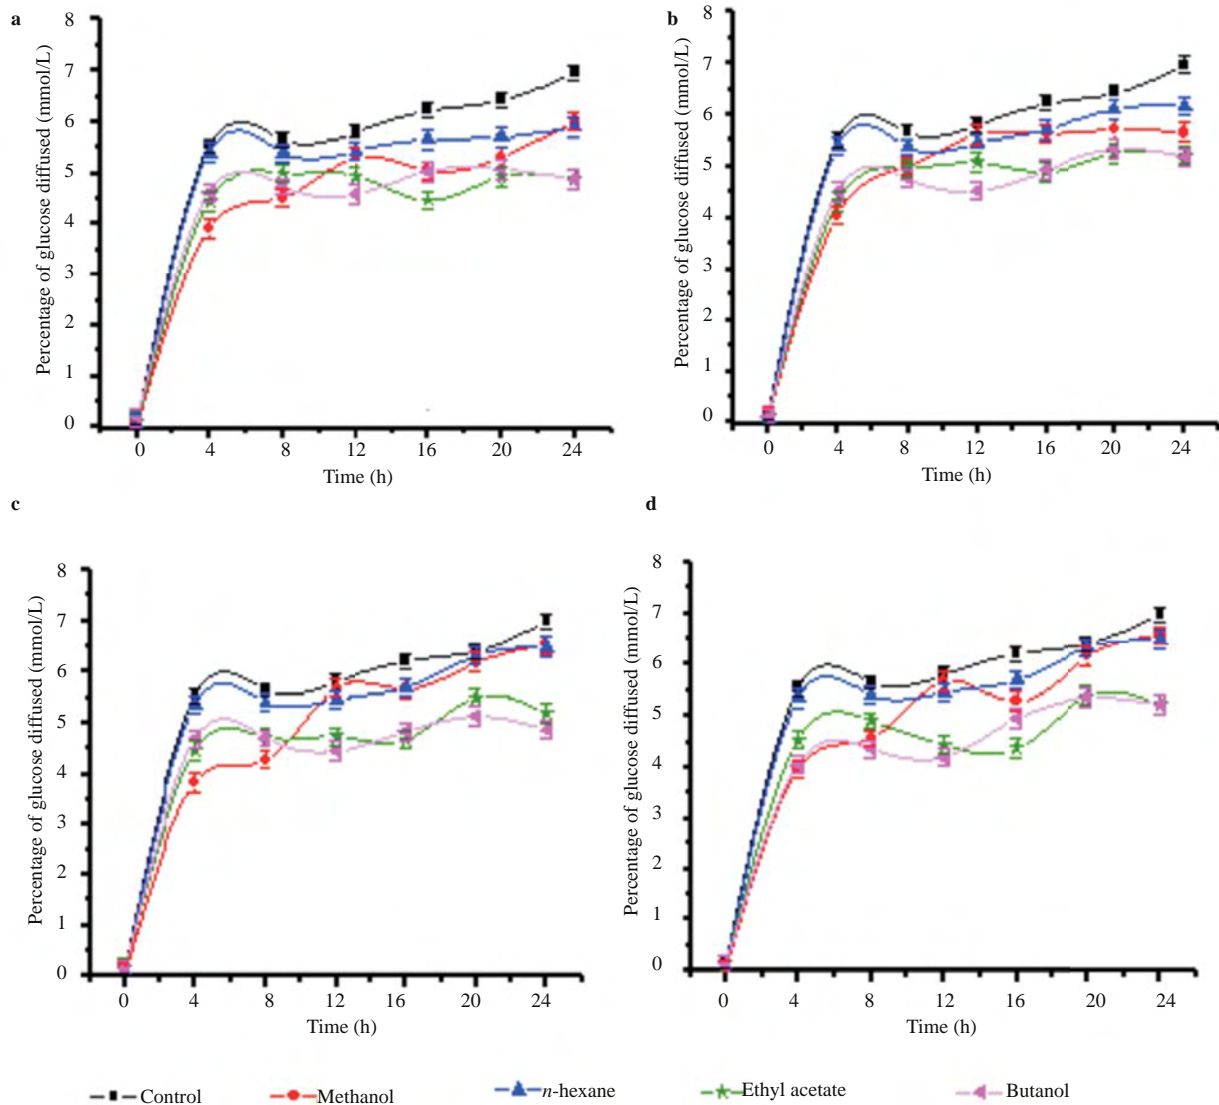 a
8
7
6
5
4
3
2
1
0
Percentage of glucose diffused (mmol/L)
0 4 8 12 16 20 24
Time (h)
b
8
7
6
5
4
3
2
1
0
Percentage of glucose diffused (mmol/L)
0 4 8 12 16 20 24
Time (h)
c
8
7
6
5
4
3
2
1
0
Percentage of glucose diffused (mmol/L)
0 4 8 12 16 20 24
Time (h)
d
8
7
6
5
4
3
2
1
0
Percentage of glucose diffused (mmol/L)
0 4 8 12 16 20 24
Time (h)
Control Methanol n-hexane Ethyl acetate Butanol